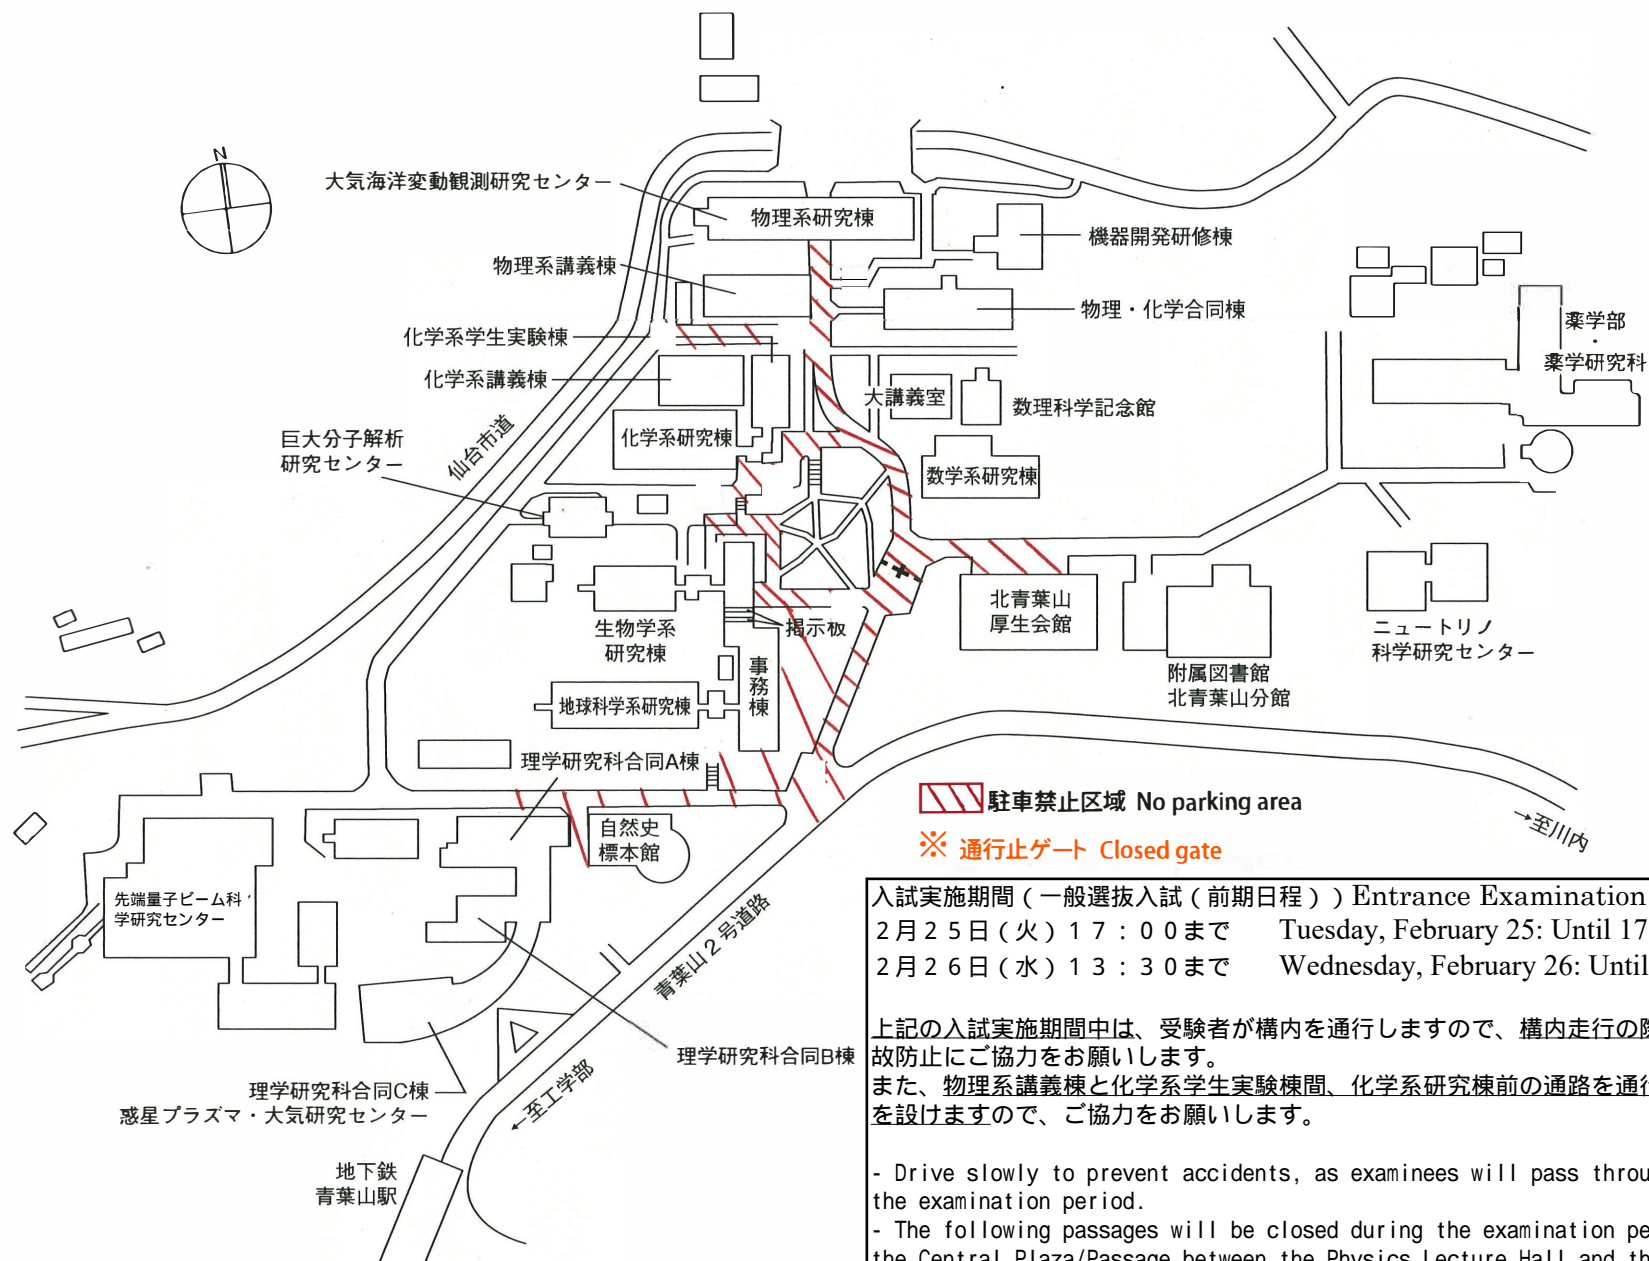 N
大気海洋変動観測研究センター
物理系研究棟
機器開発研修棟
物理系講義棟
物理・化学合同棟
化学系学生実験棟
薬学部
・
薬学研究科
化学系講義棟
大講義室
数理科学記念館
仙台市道
化学系研究棟
巨大分子解析
研究センター
数学系研究棟
北青葉山
厚生会館
生物学系
研究棟
掲示板
ニュートリノ
科学研究センター
事務棟
附属図書館
北青葉山分館
地球科学系研究棟
理学研究科合同A棟
駐車禁止区域 No parking area
※ 通行止ゲート Closed gate
→至川内
自然史
標本館
先端量子ビーム科
学研究センター
青葉山2号道路
理学研究科合同B棟
理学研究科合同C棟
惑星プラズマ・大気研究センター
←至工学部
地下鉄
青葉山駅
入試実施期間(一般選抜入試(前期日程))Entrance Examination
2月25日(火)17:00まで Tuesday, February 25: Until 17
2月26日(水)13:30まで Wednesday, February 26: Until
上記の入試実施期間中は、受験者が構内を通行しますので、構内走行の際
故防止にご協力をお願いします。
また、物理系講義棟と化学系学生実験棟間、化学系研究棟前の通路を通行
を設けますので、ご協力をお願いします。
- Drive slowly to prevent accidents, as examinees will pass throu
the examination period.
- The following passages will be closed during the examination pe
the Central Plaza/Passage between the Physics Lecture Hall and th